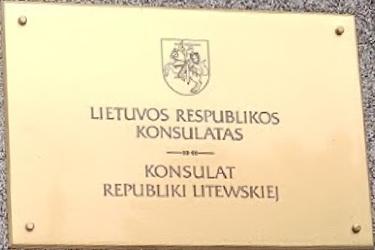 LIETUVOS RESPUBLIKOS
KONSULATAS
KONSULAT
REPUBLIKI LITEWSKIEJ